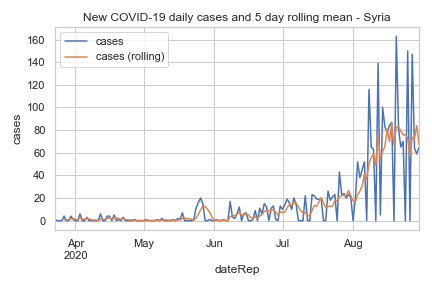 New COVID-19 daily cases and 5 day rolling mean - Syria
cases
cases (rolling)
160
140
120
100
80
60
40
20
0
cases
Apr
2020
May
Jun
Jul
Aug
dateRep